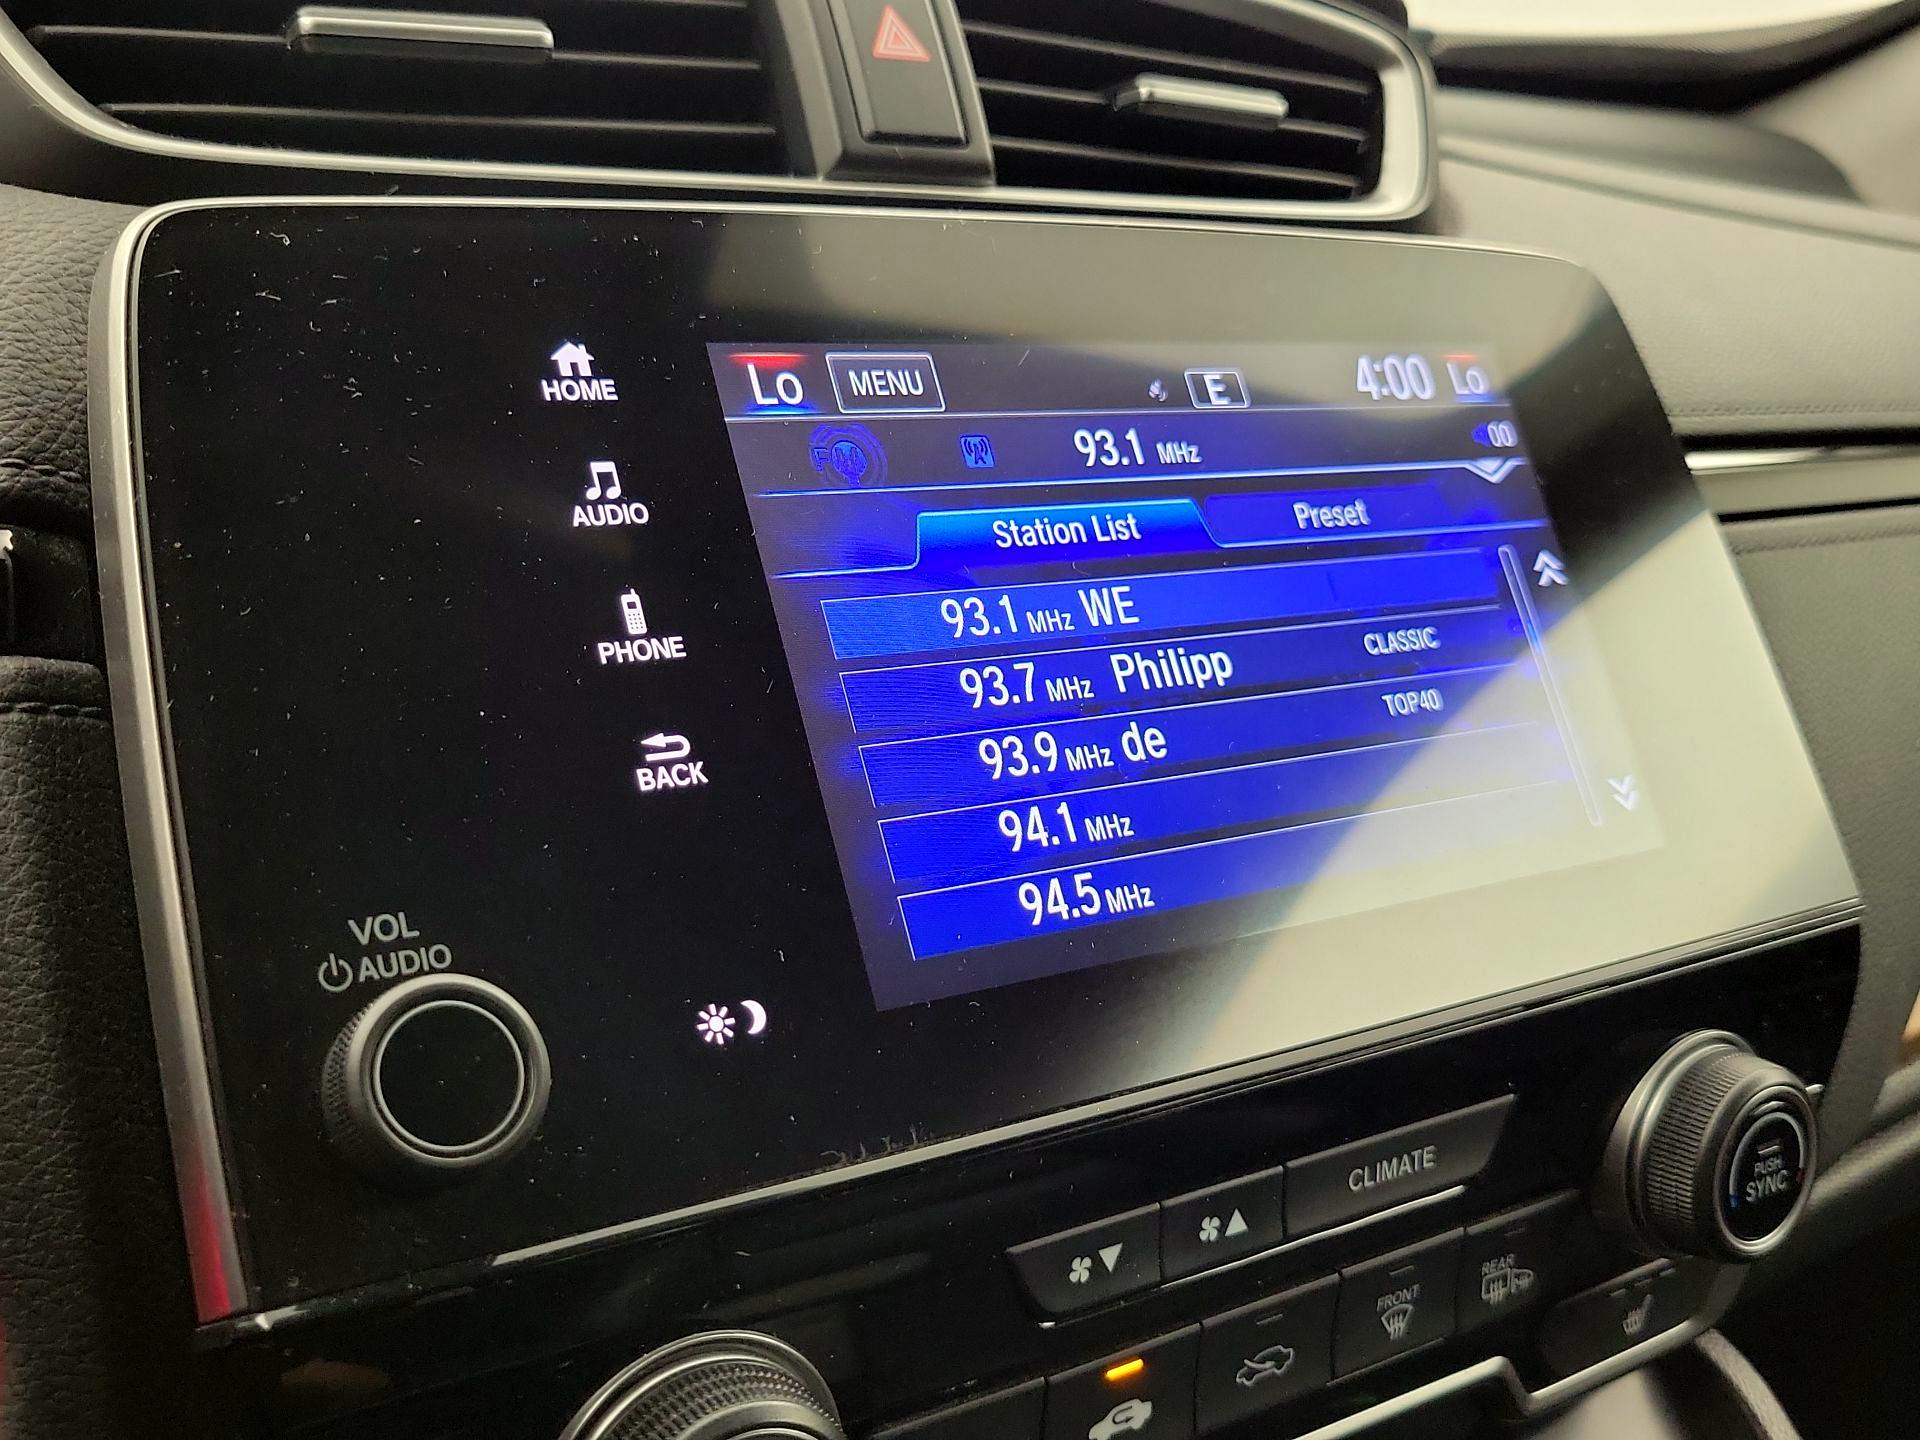 HOME
AUDIO
PHONE
BACK
VOL
AUDIO
Lo MENU E 4:00 Lo
FM 93.1 MHz 00
Station List Preset
93.1 MHz WE
93.7 MHz Philipp CLASSIC
93.9 MHz de TOP40
94.1 MHz
94.5 MHz
CLIMATE
PUSH
SYNC
FRONT
REAR